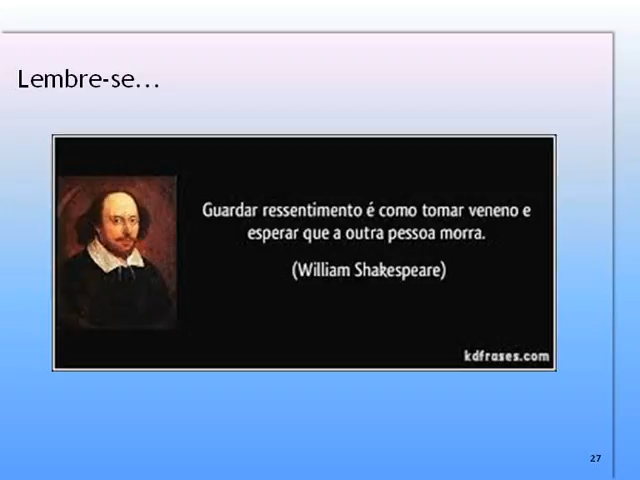 Lembre-se...
Guardar ressentimento é como tomar veneno e
esperar que a outra pessoa morra.
(William Shakespeare)
kdfrases.com
27